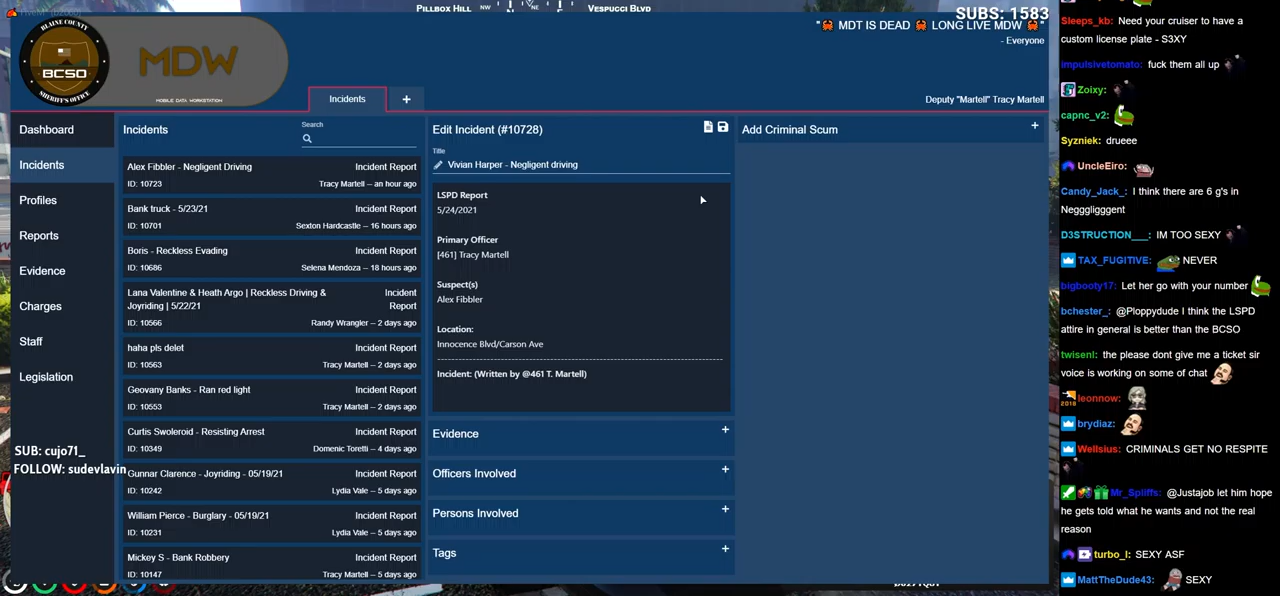 PILLBOX HILL NW NE VESPUCCI BLVD
SUBS: 1583
" MDT IS DEAD LONG LIVE MDW "
- Everyone
BLAINE COUNTY
BCSO
SHERIFF'S OFFICE
MDW
MOBILE DATA WORKSTATION
Incidents +
Deputy "Martell" Tracy Martell
Dashboard
Incidents
Profiles
Reports
Evidence
Charges
Staff
Legislation
SUB: cujo71_
FOLLOW: sudevlavin
Incidents
Search
Alex Fibbler - Negligent Driving Incident Report
ID: 10723 Tracy Martell -- an hour ago
Bank truck - 5/23/21 Incident Report
ID: 10701 Sexton Hardcastle -- 16 hours ago
Boris - Reckless Evading Incident Report
ID: 10686 Selena Mendoza -- 18 hours ago
Lana Valentine & Heath Argo | Reckless Driving & Incident
Joyriding | 5/22/21 Report
ID: 10566 Randy Wrangler -- 2 days ago
haha pls delet Incident Report
ID: 10563 Tracy Martell -- 2 days ago
Geovany Banks - Ran red light Incident Report
ID: 10553 Tracy Martell -- 2 days ago
Curtis Swoleroid - Resisting Arrest Incident Report
ID: 10349 Domenic Toretti -- 4 days ago
Gunnar Clarence - Joyriding - 05/19/21 Incident Report
ID: 10242 Lydia Vale -- 5 days ago
William Pierce - Burglary - 05/19/21 Incident Report
ID: 10231 Lydia Vale -- 5 days ago
Mickey S - Bank Robbery Incident Report
ID: 10147 Tracy Martell -- 5 days ago
Edit Incident (#10728)
Title
Vivian Harper - Negligent driving
LSPD Report
5/24/2021
Primary Officer
[461] Tracy Martell
Suspect(s)
Alex Fibbler
Location:
Innocence Blvd/Carson Ave
Incident: (Written by @461 T. Martell)
Evidence +
Officers Involved +
Persons Involved +
Tags +
Add Criminal Scum +
Sleeps_kb: Need your cruiser to have a
custom license plate - S3XY
impulsivetomato: fuck them all up
Zoixy:
capnc_v2:
Syzniek: drueee
UncleEiro:
Candy_Jack_: I think there are 6 g's in
Negggligggent
D3STRUCTION___: IM TOO SEXY
TAX_FUGITIVE: NEVER
bigbooty17: Let her go with your number
bchester_: @Ploppydude I think the LSPD
attire in general is better than the BCSO
twisenl: the please dont give me a ticket sir
voice is working on some of chat
leonnow:
brydiaz:
Wellsius: CRIMINALS GET NO RESPITE
Mr_Spliffs: @Justajob let him hope
he gets told what he wants and not the real
reason
turbo_l: SEXY ASF
MattTheDude43: SEXY